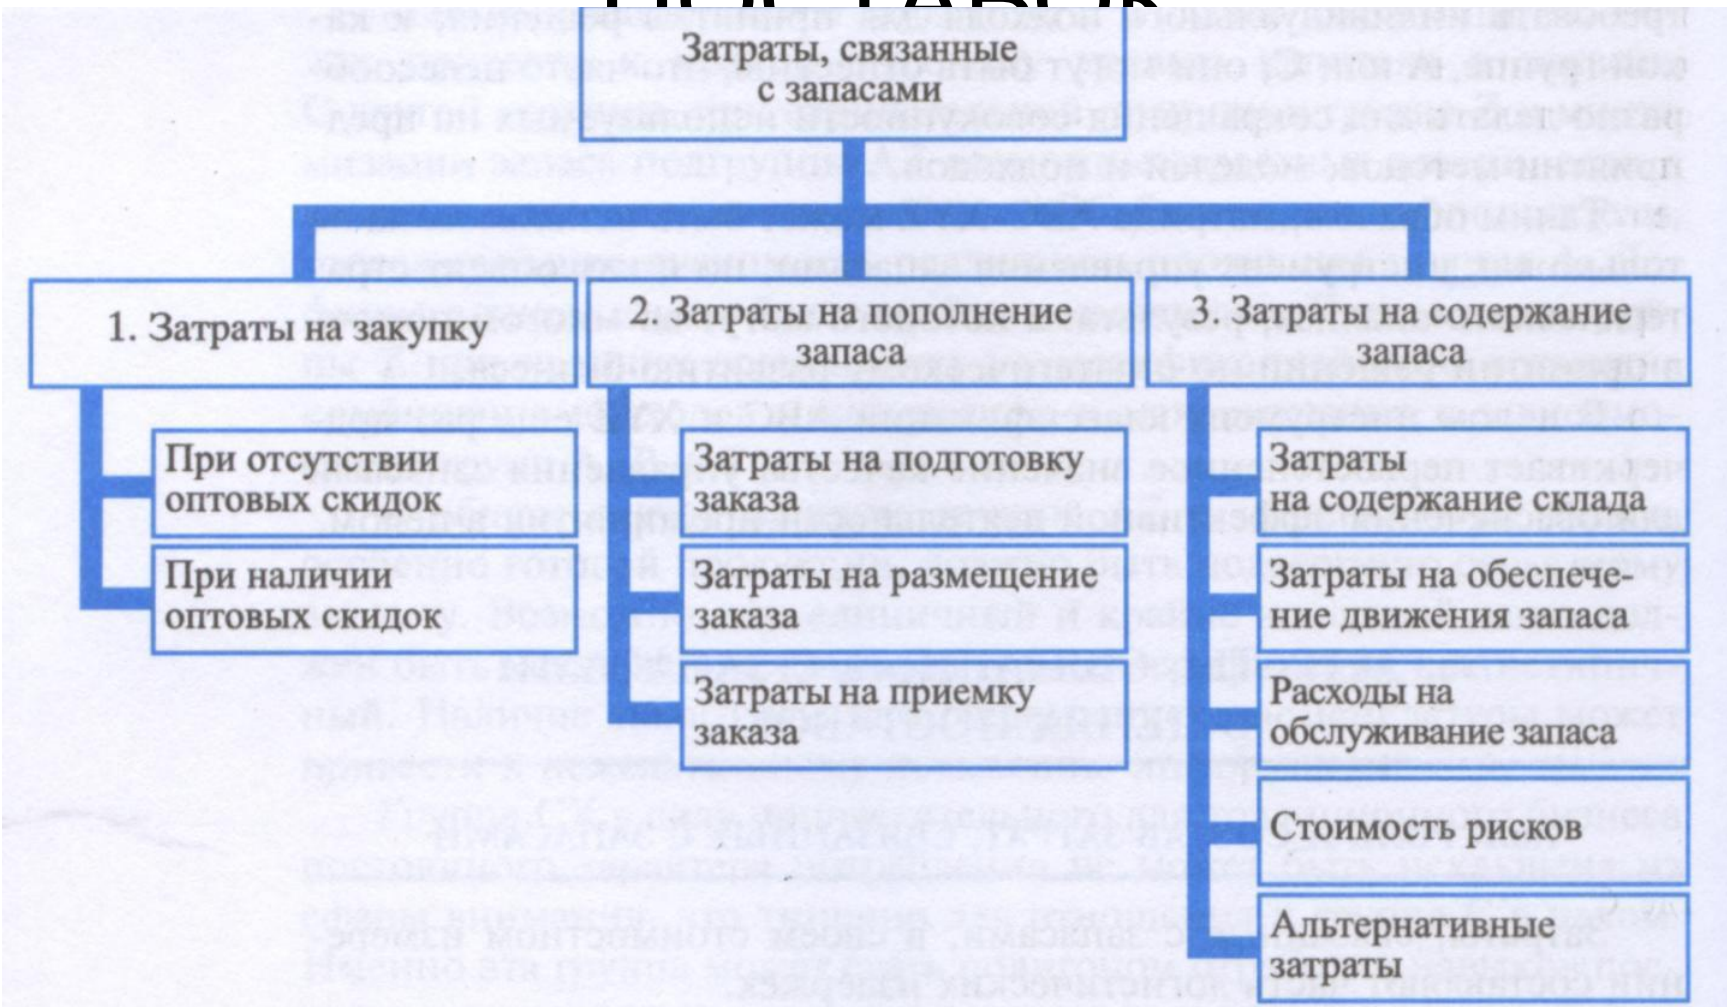 ПОСТАВОК
Затраты, связанные
с запасами
1. Затраты на закупку
При отсутствии
оптовых скидок
При наличии
оптовых скидок
2. Затраты на пополнение
запаса
Затраты на подготовку
заказа
Затраты на размещение
заказа
Затраты на приемку
заказа
3. Затраты на содержание
запаса
Затраты
на содержание склада
Затраты на обеспече-
ние движения запаса
Расходы на
обслуживание запаса
Стоимость рисков
Альтернативные
затраты